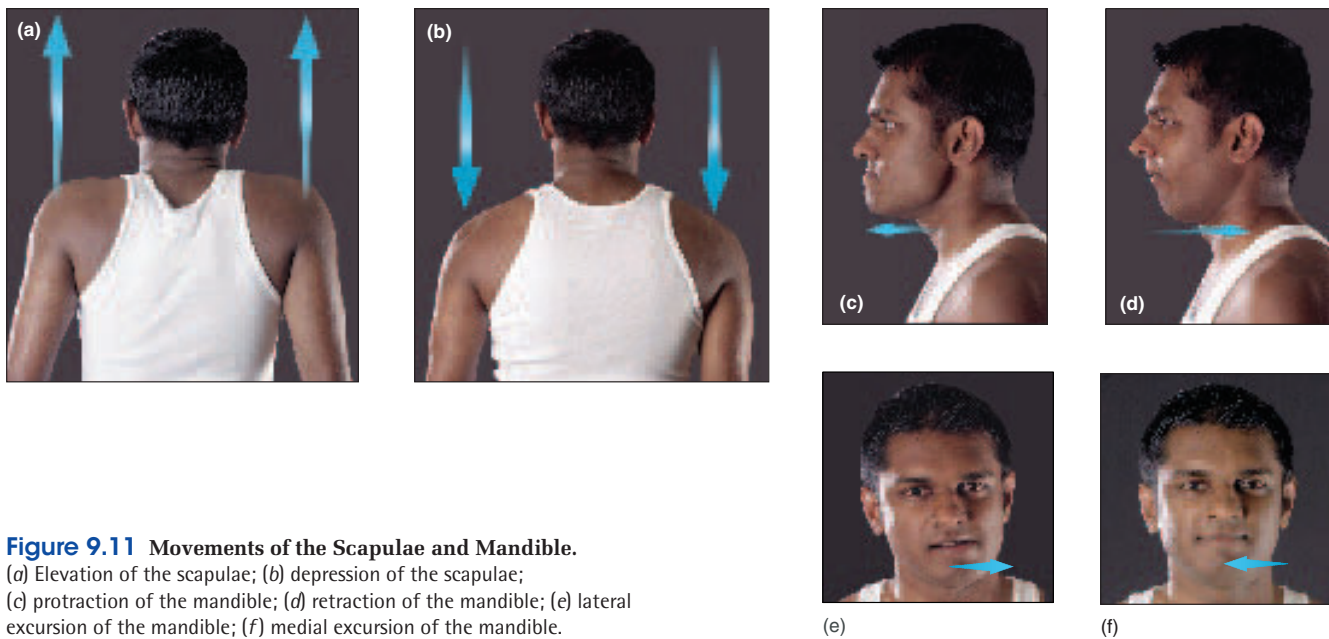 (a)
(b)
(c)
(d)
(e)
(f)
Figure 9.11 Movements of the Scapulae and Mandible.
(a) Elevation of the scapulae; (b) depression of the scapulae;
(c) protraction of the mandible; (d) retraction of the mandible; (e) lateral
excursion of the mandible; (f) medial excursion of the mandible.